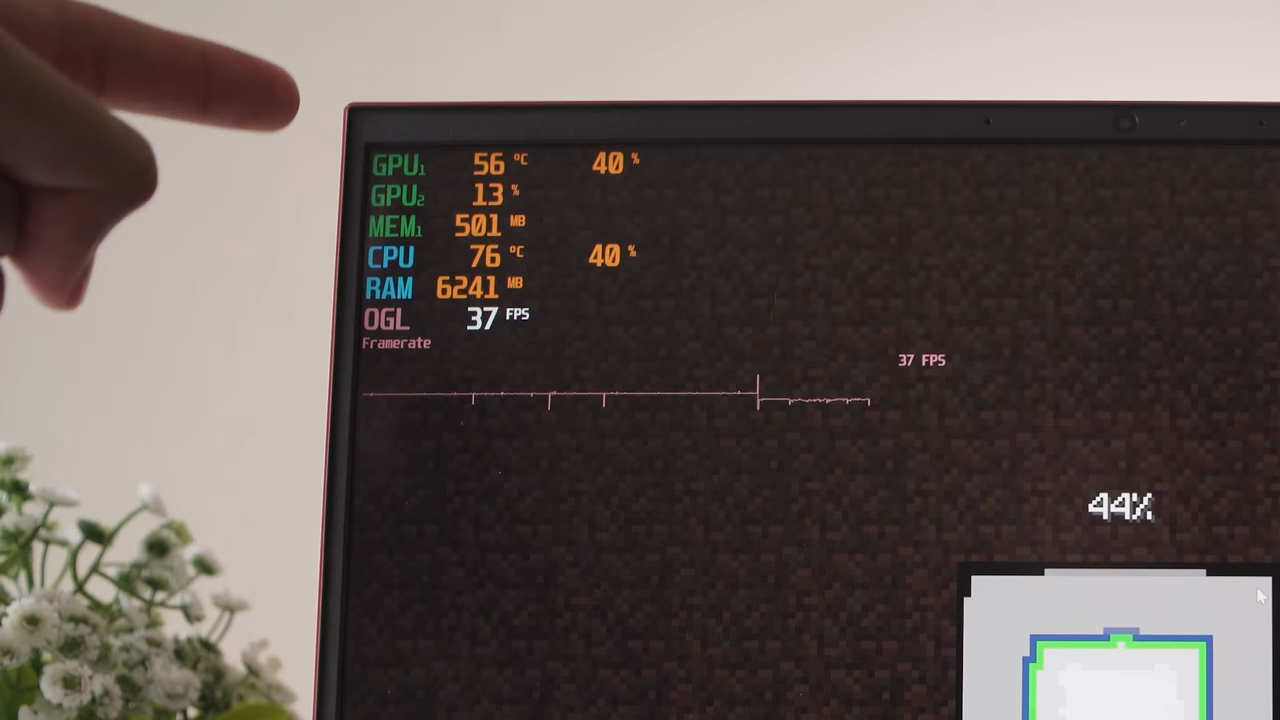 GPU1 56 °C 40 %
GPU2 13 %
MEM1 501 MB
CPU 76 °C 40 %
RAM 6241 MB
OGL 37 FPS
Framerate
37 FPS
44%